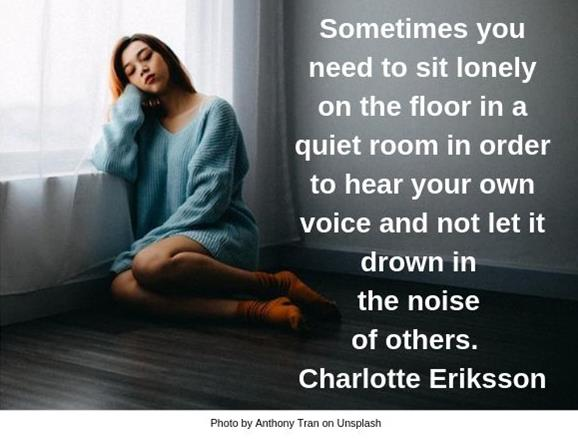 Sometimes you
need to sit lonely
on the floor in a
quiet room in order
to hear your own
voice and not let it
drown in
the noise
of others.
Charlotte Eriksson
Photo by Anthony Tran on Unsplash